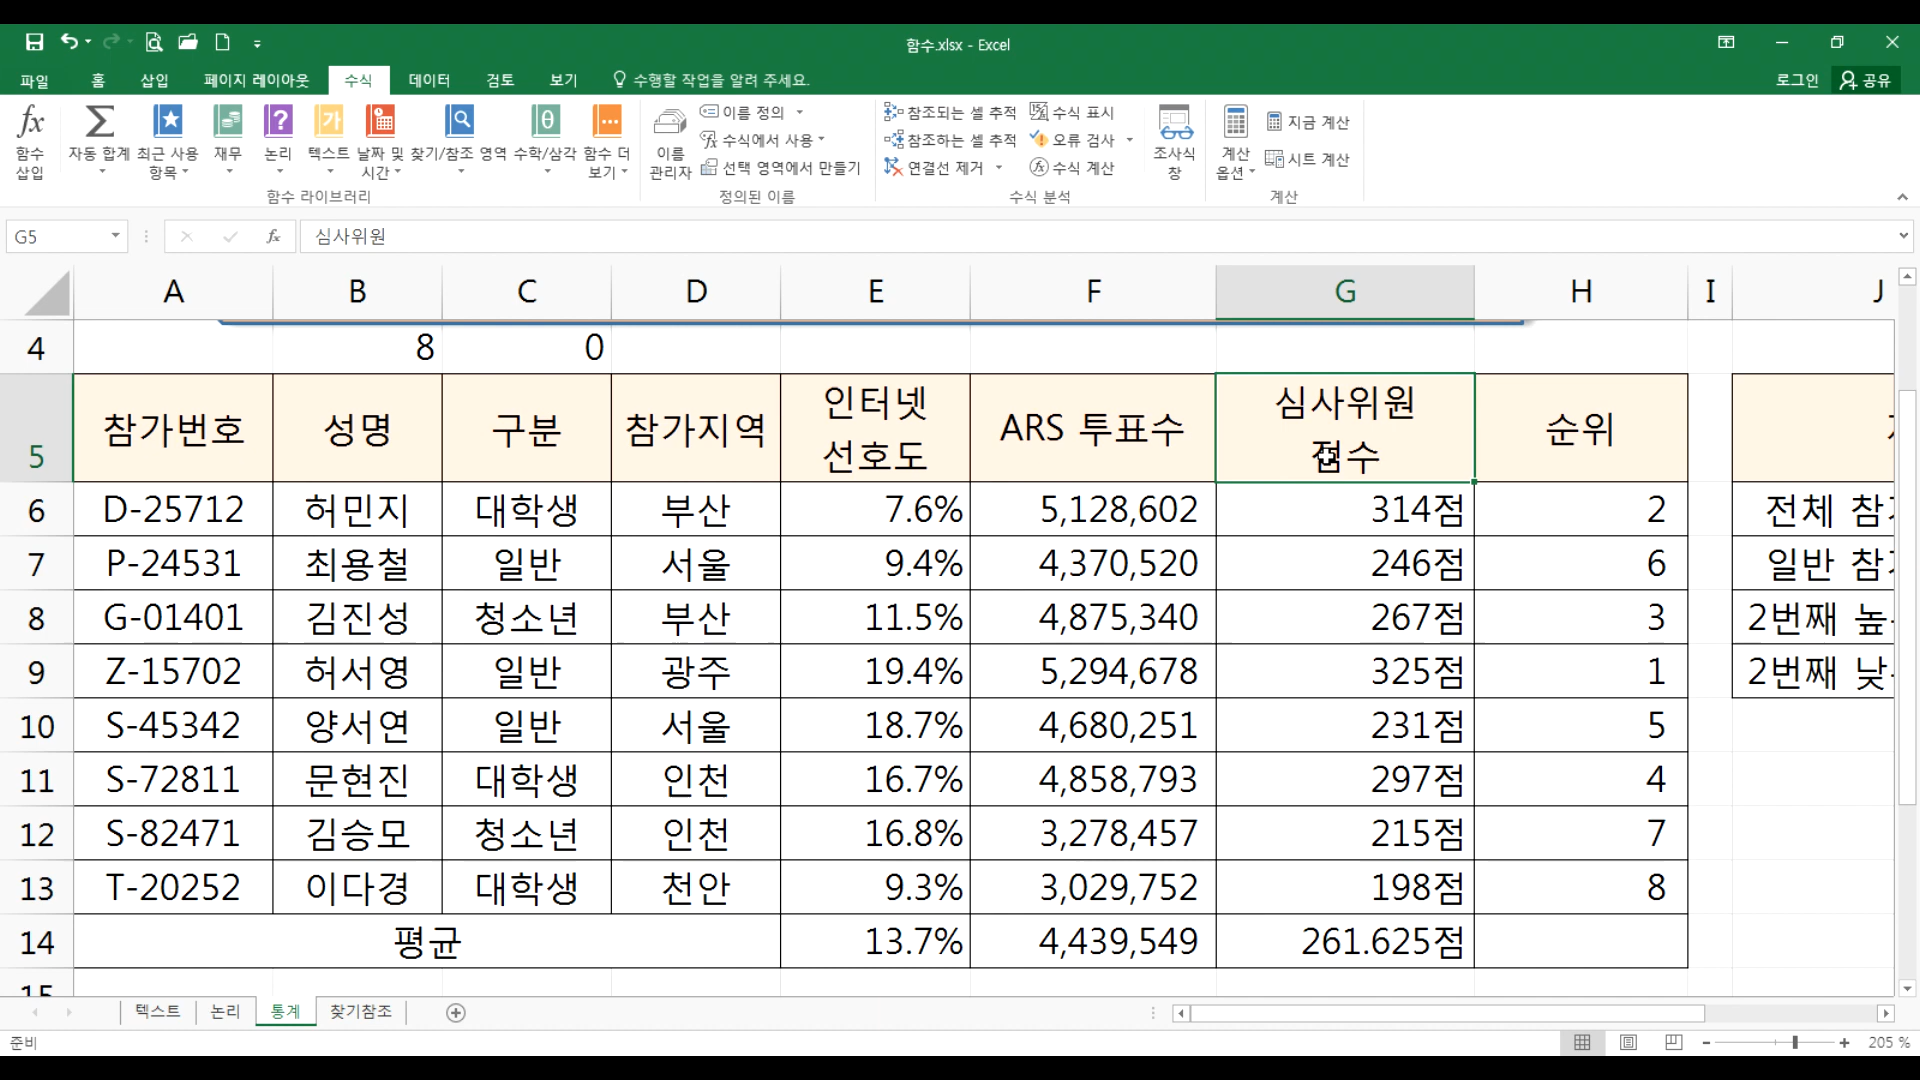 함수.xlsx - Excel
파일 홈 삽입 페이지 레이아웃 수식 데이터 검토 보기 수행할 작업을 알려 주세요. 로그인 공유
함수 삽입
자동 합계
최근 사용 항목
재무
논리
텍스트
날짜 및 시간
찾기/참조 영역
수학/삼각
함수 더 보기
함수 라이브러리
이름 관리자
이름 정의
수식에서 사용
선택 영역에서 만들기
정의된 이름
참조되는 셀 추적
참조하는 셀 추적
연결선 제거
수식 표시
오류 검사
수식 계산
수식 분석
조사식 창
계산 옵션
지금 계산
시트 계산
계산
G5 fx 심사위원
A B C D E F G H I J
4 8 0
5 참가번호 성명 구분 참가지역 인터넷 선호도 ARS 투표수 심사위원 점수 순위
6 D-25712 허민지 대학생 부산 7.6% 5,128,602 314점 2 전체
7 P-24531 최용철 일반 서울 9.4% 4,370,520 246점 6 일반
8 G-01401 김진성 청소년 부산 11.5% 4,875,340 267점 3 2번째
9 Z-15702 허서영 일반 광주 19.4% 5,294,678 325점 1 2번째
10 S-45342 양서연 일반 서울 18.7% 4,680,251 231점 5
11 S-72811 문현진 대학생 인천 16.7% 4,858,793 297점 4
12 S-82471 김승모 청소년 인천 16.8% 3,278,457 215점 7
13 T-20252 이다경 대학생 천안 9.3% 3,029,752 198점 8
14 평균 13.7% 4,439,549 261.625점
15
텍스트 논리 통계 찾기참조
준비 205 %